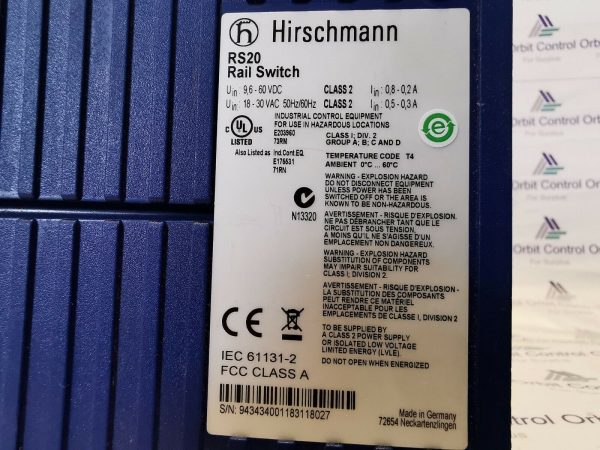 Hirschmann
RS20
Rail Switch
Uin : 9,6 - 60 VDC CLASS 2 Iin : 0,8 - 0,2 A
Uin : 18 - 30 VAC 50Hz/60Hz CLASS 2 Iin : 0,5 - 0,3 A
INDUSTRIAL CONTROL EQUIPMENT
FOR USE IN HAZARDOUS LOCATIONS
C UL US
LISTED
E203960
73RN
CLASS I; DIV. 2
GROUP A; B; C AND D
Also Listed as Ind.Cont.EQ.
E175531
71RN
TEMPERATURE CODE T4
AMBIENT 0°C ... 60°C
WARNING - EXPLOSION HAZARD
DO NOT DISCONNECT EQUIPMENT
UNLESS POWER HAS BEEN
SWITCHED OFF OR THE AREA IS
KNOWN TO BE NON-HAZARDOUS.
N13320
AVERTISSEMENT - RISQUE D'EXPLOSION.
NE PAS DÉBRANCHER TANT QUE LE
CIRCUIT EST SOUS TENSION,
A MOINS QU'IL NE S'AGISSE D'UN
EMPLACEMENT NON DANGEREUX.
WARNING - EXPLOSION HAZARD
SUBSTITUTION OF COMPONENTS
MAY IMPAIR SUITABILITY FOR
CLASS I, DIVISION 2
AVERTISSEMENT - RISQUE D'EXPLOSION
LA SUBSTITUTION DES COMPOSANTS
PEUT RENDRE CE MATÉRIEL
INACCEPTABLE POUR LES
EMPLACEMENTS DE CLASSE I, DIVISION 2
TO BE SUPPLIED BY
A CLASS 2 POWER SUPPLY
OR ISOLATED LOW VOLTAGE
LIMITED ENERGY (LVLE).
DO NOT OPEN WHEN ENERGIZED
CE
IEC 61131-2
FCC CLASS A
S/N: 943434001183118027
Made in Germany
72654 Neckartenzlingen
e
Orbit Control
For Surplus
Orbit Control
For Surplus
Orbit Control
For Surplus